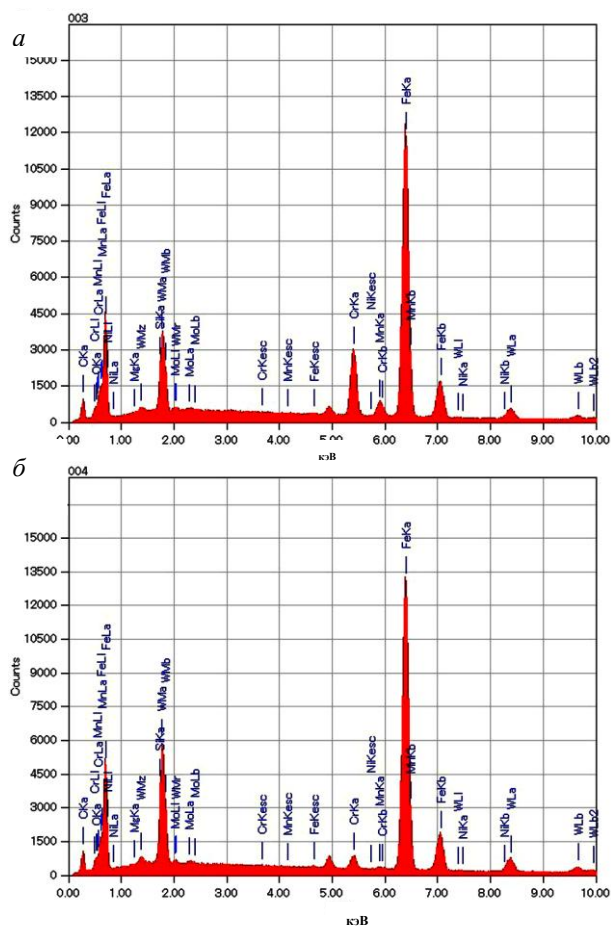 а
003
Counts
15000
13500
12000
10500
9000
7500
6000
4500
3000
1500
0
CKa
OKa
CrLl
CrLa
MnLl
MnLa
FeLl
FeLa
NiLl
NiLa
MgKa
WMz
SiKa
WMa
WMb
MoLl
WMr
MoLa
MoLb
CrKesc
MnKesc
FeKesc
CrKa
NiKesc
MnKa
CrKb
FeKa
MnKb
FeKb
NiKa
WLl
NiKb
WLa
WLb
WLb2
0.00 1.00 2.00 3.00 4.00 5.00 6.00 7.00 8.00 9.00 10.00
кэВ
б
004
Counts
15000
13500
12000
10500
9000
7500
6000
4500
3000
1500
0
CKa
OKa
CrLl
CrLa
MnLl
MnLa
FeLl
FeLa
NiLl
NiLa
MgKa
WMz
SiKa
WMa
WMb
MoLl
WMr
MoLa
MoLb
CrKesc
MnKesc
FeKesc
CrKa
NiKesc
MnKa
CrKb
FeKa
MnKb
FeKb
NiKa
WLl
NiKb
WLa
WLb
WLb2
0.00 1.00 2.00 3.00 4.00 5.00 6.00 7.00 8.00 9.00 10.00
кэВ